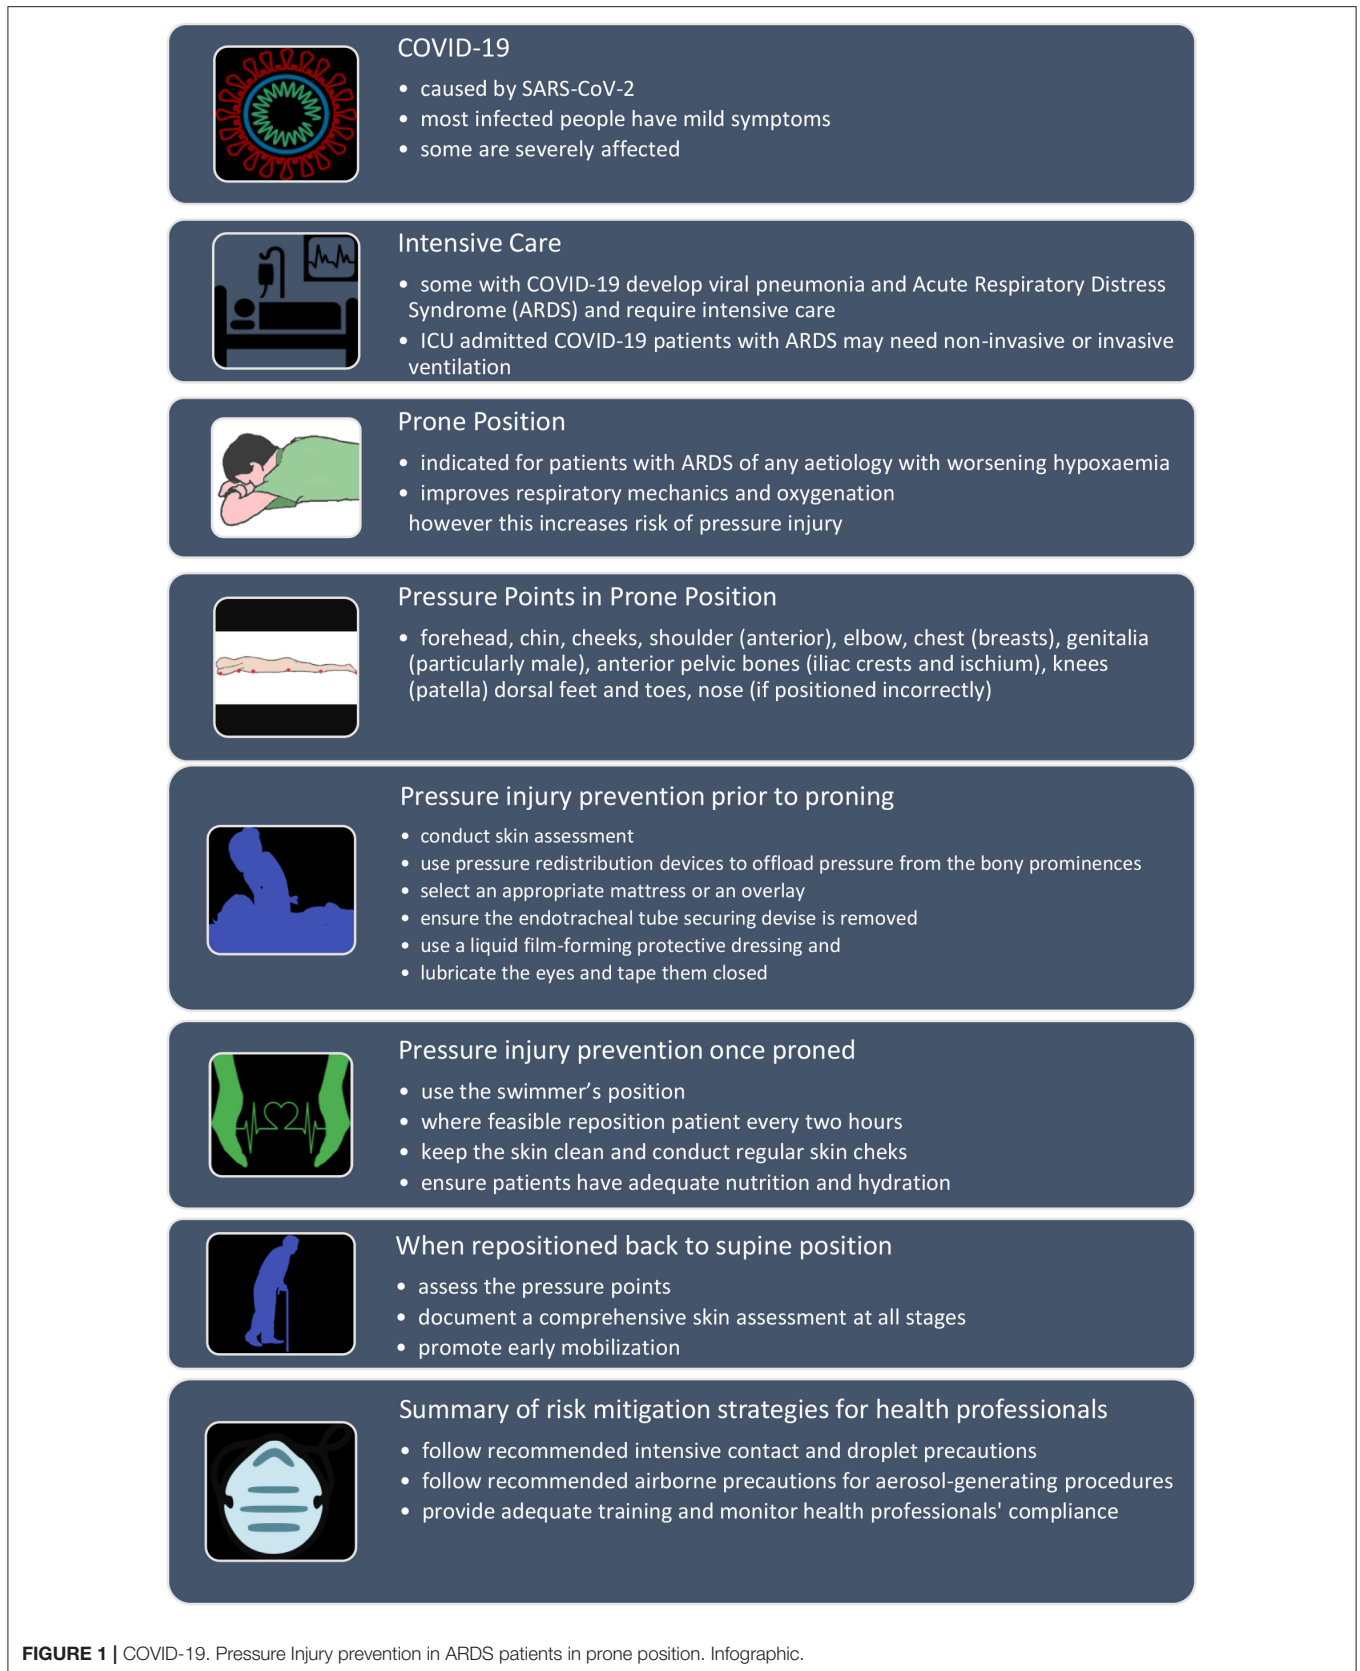 COVID-19
• caused by SARS-CoV-2
• most infected people have mild symptoms
• some are severely affected
Intensive Care
• some with COVID-19 develop viral pneumonia and Acute Respiratory Distress
Syndrome (ARDS) and require intensive care
• ICU admitted COVID-19 patients with ARDS may need non-invasive or invasive
ventilation
Prone Position
• indicated for patients with ARDS of any aetiology with worsening hypoxaemia
• improves respiratory mechanics and oxygenation
however this increases risk of pressure injury
Pressure Points in Prone Position
• forehead, chin, cheeks, shoulder (anterior), elbow, chest (breasts), genitalia
(particularly male), anterior pelvic bones (iliac crests and ischium), knees
(patella) dorsal feet and toes, nose (if positioned incorrectly)
Pressure injury prevention prior to proning
• conduct skin assessment
• use pressure redistribution devices to offload pressure from the bony prominences
• select an appropriate mattress or an overlay
• ensure the endotracheal tube securing devise is removed
• use a liquid film-forming protective dressing and
• lubricate the eyes and tape them closed
Pressure injury prevention once proned
• use the swimmer’s position
• where feasible reposition patient every two hours
• keep the skin clean and conduct regular skin cheks
• ensure patients have adequate nutrition and hydration
When repositioned back to supine position
• assess the pressure points
• document a comprehensive skin assessment at all stages
• promote early mobilization
Summary of risk mitigation strategies for health professionals
• follow recommended intensive contact and droplet precautions
• follow recommended airborne precautions for aerosol-generating procedures
• provide adequate training and monitor health professionals' compliance
FIGURE 1 | COVID-19. Pressure Injury prevention in ARDS patients in prone position. Infographic.